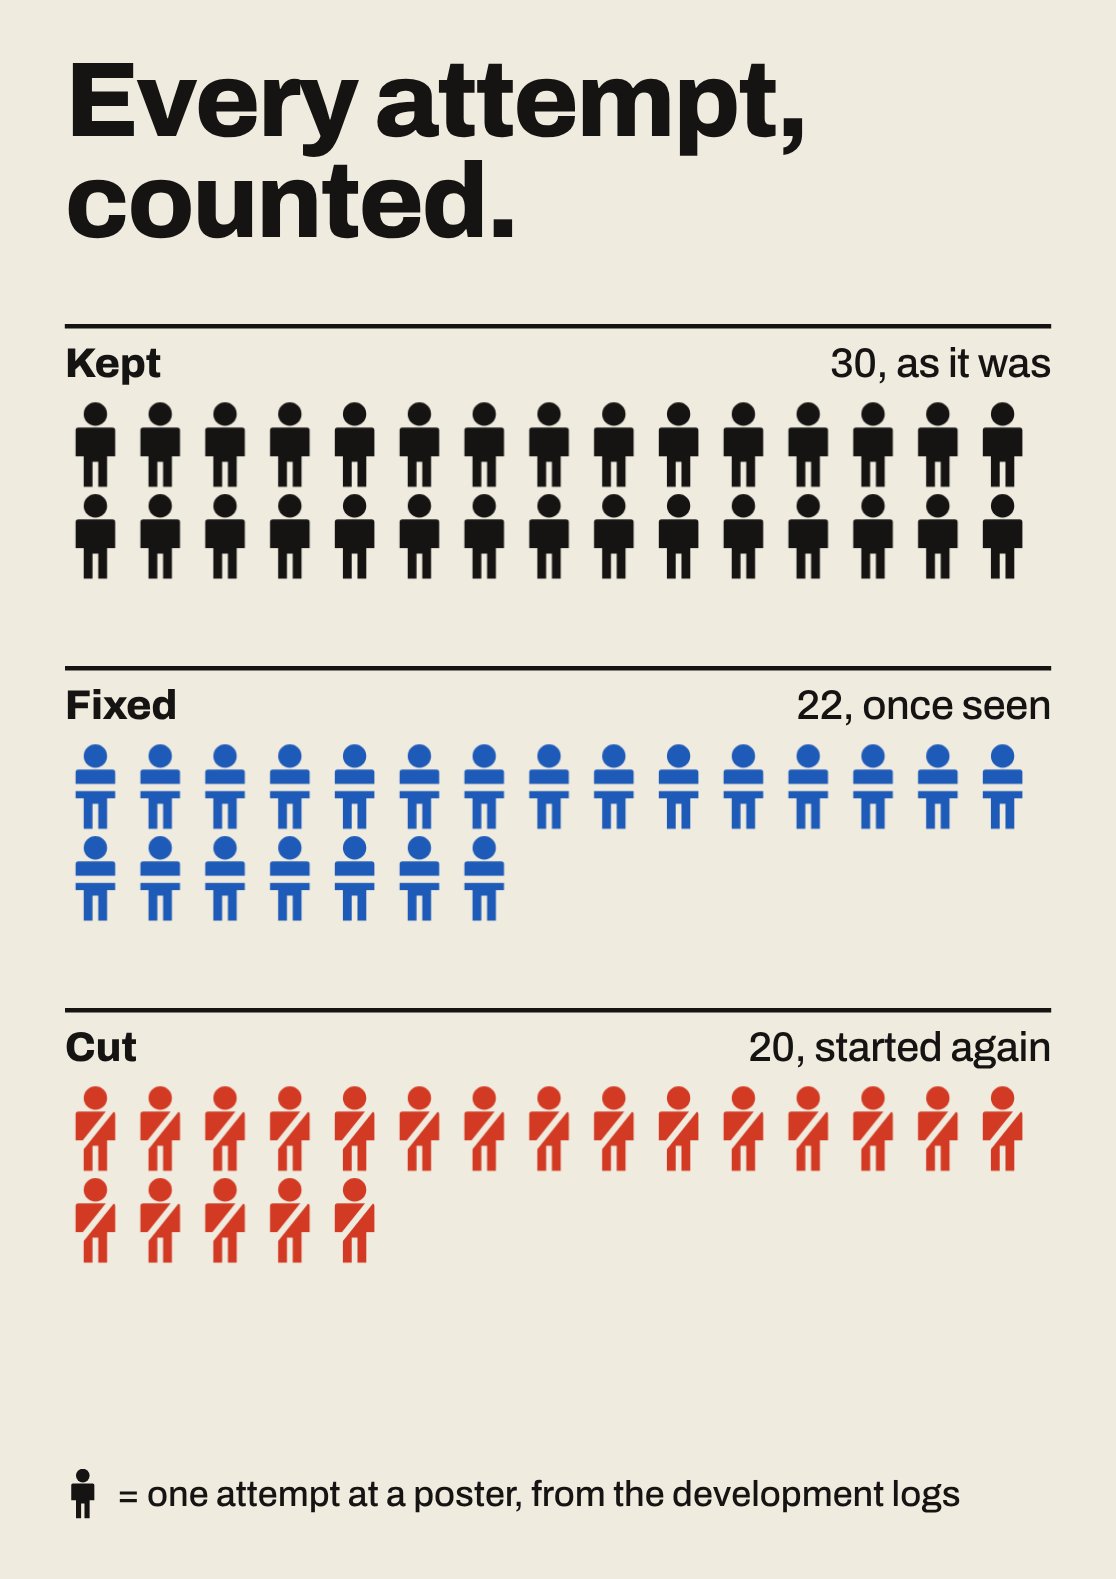 Every attempt,
counted.
Kept
30, as it was
Fixed
22, once seen
Cut
20, started again
= one attempt at a poster, from the development logs